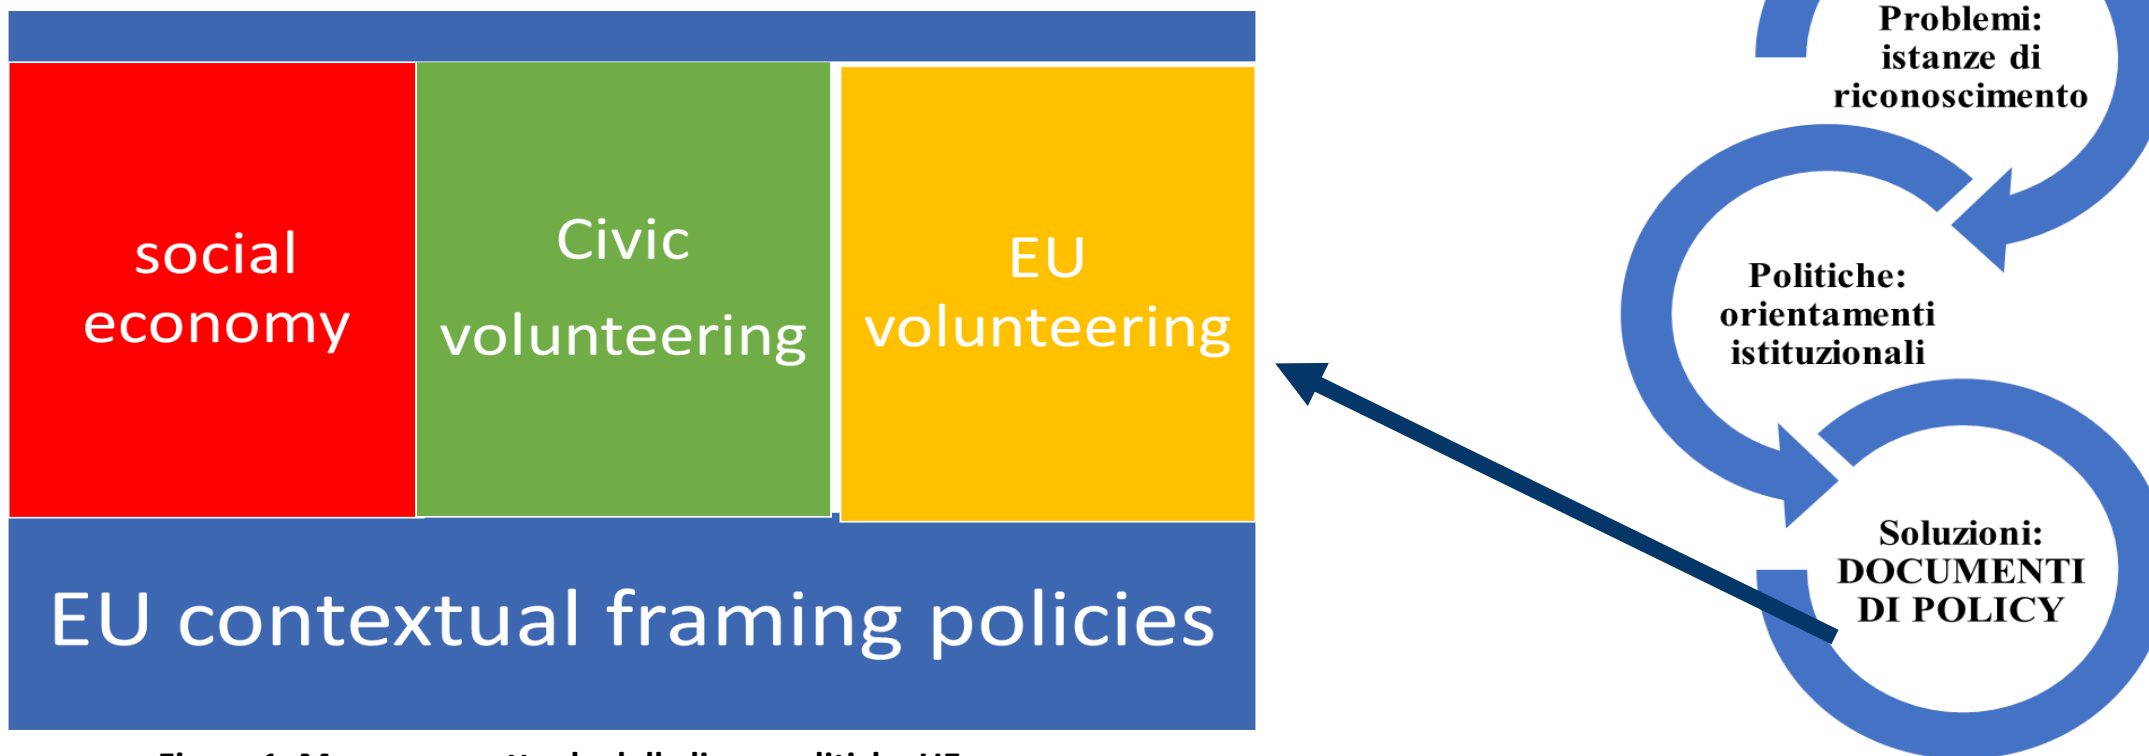 social
economy
Civic
volunteering
EU
volunteering
EU contextual framing policies
Problemi:
istanze di
riconoscimento
Politiche:
orientamenti
istituzionali
Soluzioni:
DOCUMENTI
DI POLICY